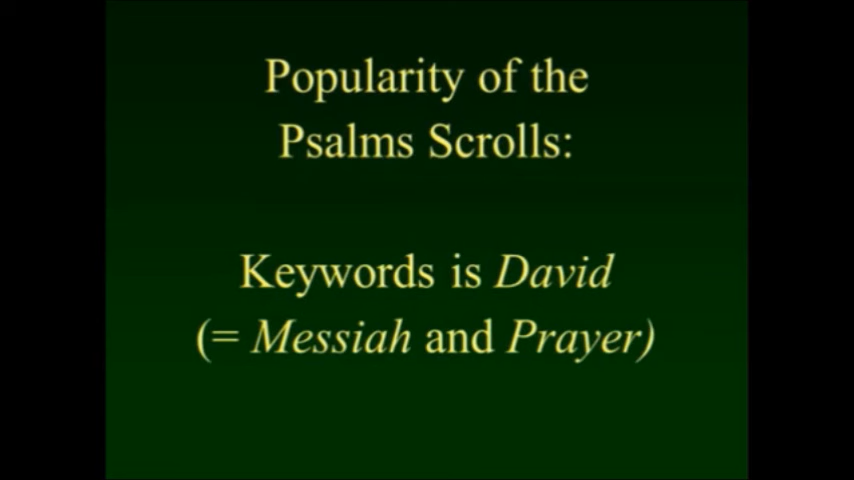 Popularity of the
Psalms Scrolls:
Keywords is David
(= Messiah and Prayer)